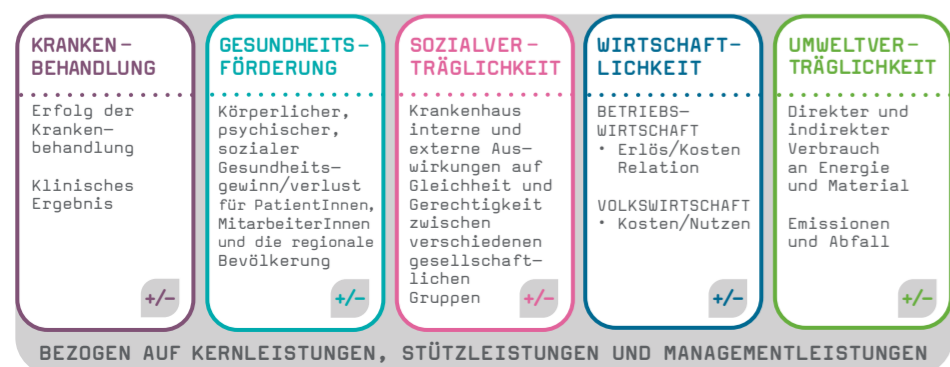 KRANKEN–
BEHANDLUNG
Erfolg der
Kranken–
behandlung
Klinisches
Ergebnis
+/–
GESUNDHEITS–
FÖRDERUNG
Körperlicher,
psychischer,
sozialer
Gesundheits–
gewinn/verlust
für PatientInnen,
MitarbeiterInnen
und die regionale
Bevölkerung
+/–
SOZIALVER–
TRÄGLICHKEIT
Krankenhaus
interne und
externe Aus–
wirkungen auf
Gleichheit und
Gerechtigkeit
zwischen
verschiedenen
gesellschaft–
lichen
Gruppen
+/–
WIRTSCHAFT–
LICHKEIT
BETRIEBS–
WIRTSCHAFT
• Erlös/Kosten
Relation
VOLKSWIRTSCHAFT
• Kosten/Nutzen
+/–
UMWELTVER–
TRÄGLICHKEIT
Direkter und
indirekter
Verbrauch
an Energie
und Material
Emissionen
und Abfall
+/–
BEZOGEN AUF KERNLEISTUNGEN, STÜTZLEISTUNGEN UND MANAGEMENTLEISTUNGEN